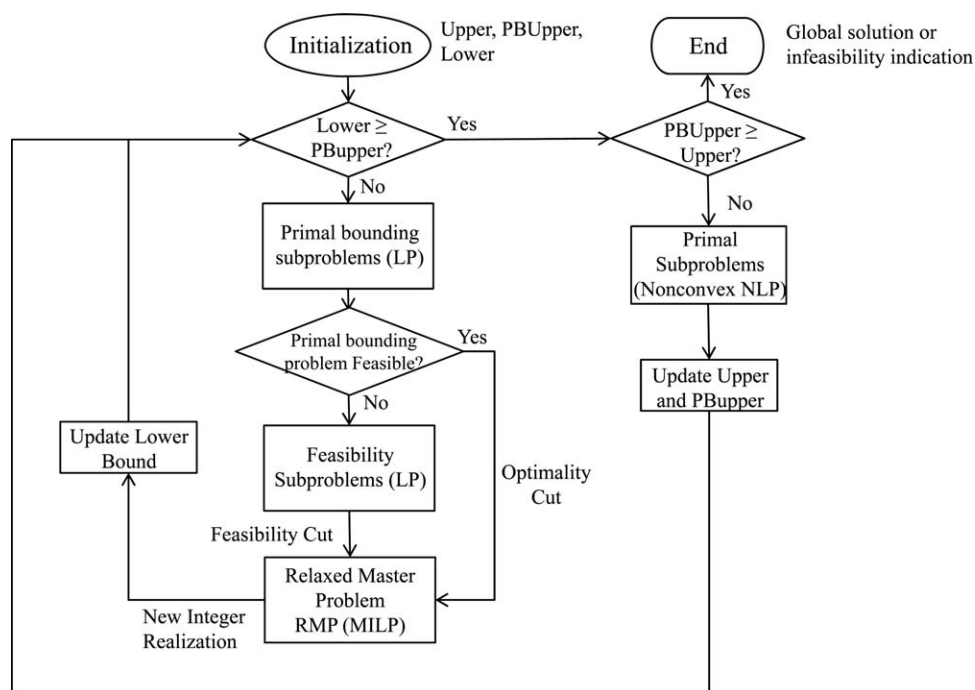 Initialization
Upper, PBUpper,
Lower
End
Global solution or
infeasibility indication
Yes
Lower ≥
PBupper?
Yes
PBUpper ≥
Upper?
No
No
Primal bounding
subproblems (LP)
Primal
Subproblems
(Nonconvex NLP)
Primal bounding
problem Feasible?
Yes
Update Upper
and PBupper
No
Update Lower
Bound
Feasibility
Subproblems (LP)
Optimality
Cut
Feasibility Cut
Relaxed Master
Problem
RMP (MILP)
New Integer
Realization